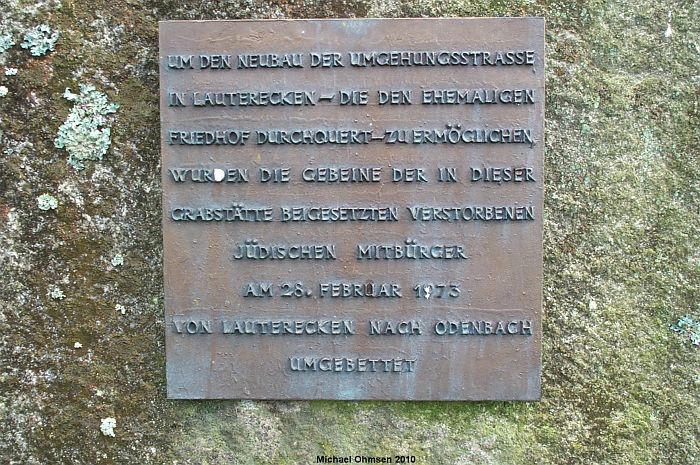 UM DEN NEUBAU DER UMGEHUNGSSTRASSE
IN LAUTERECKEN – DIE DEN EHEMALIGEN
FRIEDHOF DURCHQUERT – ZU ERMÖGLICHEN,
WURDEN DIE GEBEINE DER IN DIESER
GRABSTÄTTE BEIGESETZTEN VERSTORBENEN
JÜDISCHEN MITBÜRGER
AM 28. FEBRUAR 1973
VON LAUTERECKEN NACH ODENBACH
UMGEBETTET
Michael Ohmsen 2010